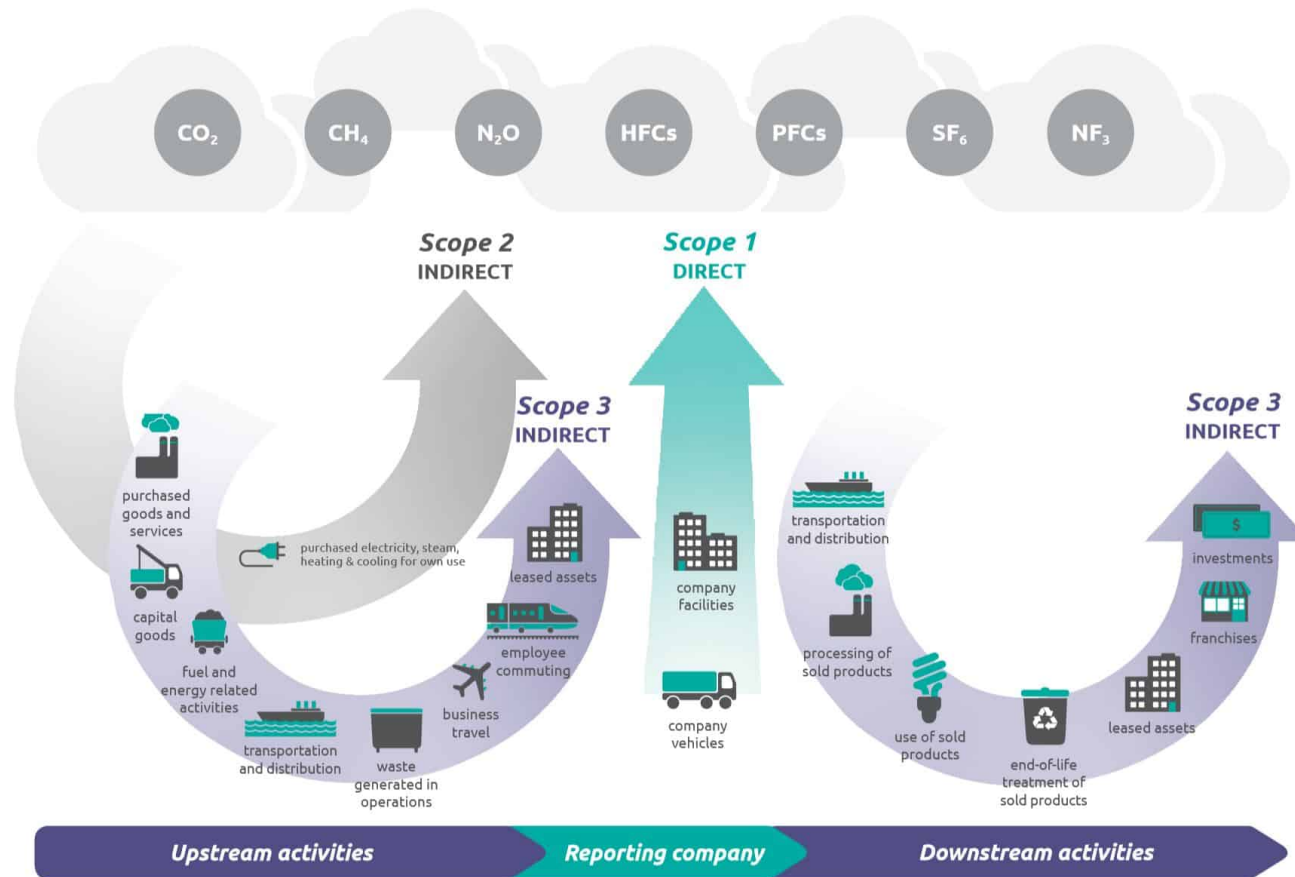 CO₂
CH₄
N₂O
HFCs
PFCs
SF₆
NF₃
Scope 2
INDIRECT
Scope 1
DIRECT
Scope 3
INDIRECT
Scope 3
INDIRECT
purchased
goods and
services
capital
goods
fuel and
energy related
activities
transportation
and distribution
waste
generated in
operations
business
travel
employee
commuting
leased assets
purchased electricity, steam,
heating & cooling for own use
company
facilities
company
vehicles
transportation
and distribution
processing of
sold products
use of sold
products
end-of-life
treatment of
sold products
leased assets
franchises
$
investments
Upstream activities
Reporting company
Downstream activities